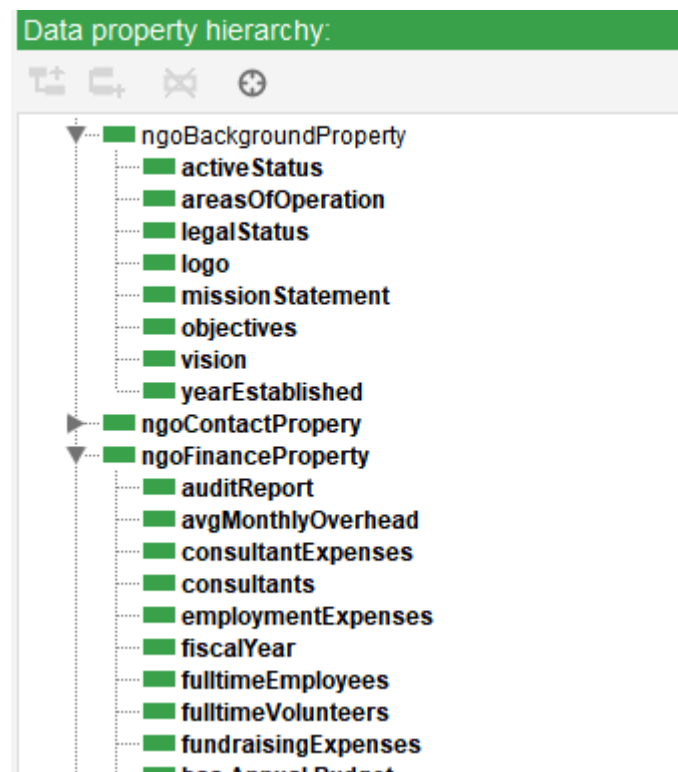 Data property hierarchy:
ngoBackgroundProperty
activeStatus
areasOfOperation
legalStatus
logo
missionStatement
objectives
vision
yearEstablished
ngoContactPropery
ngoFinanceProperty
auditReport
avgMonthlyOverhead
consultantExpenses
consultants
employmentExpenses
fiscalYear
fulltimeEmployees
fulltimeVolunteers
fundraisingExpenses